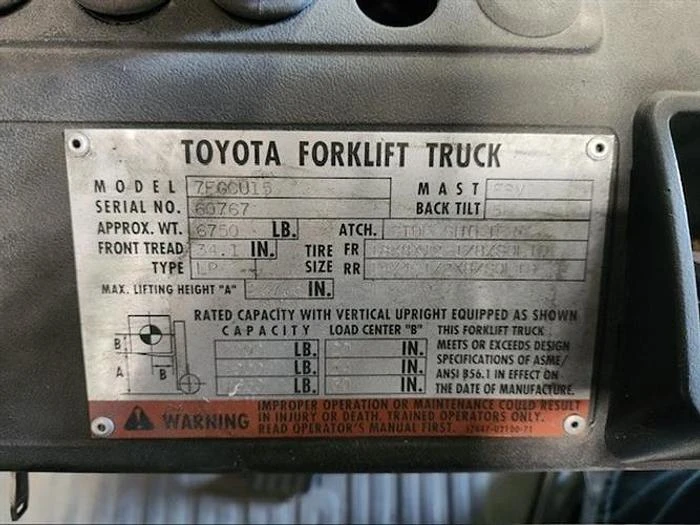 TOYOTA FORKLIFT TRUCK
MODEL 7FGCU15 MAST FSV
SERIAL NO. 60767 BACK TILT 5
APPROX. WT. 6750 LB. ATCH. SIDE SHIFTER
FRONT TREAD 34.1 IN. TIRE SIZE FR
TYPE LP RR
MAX. LIFTING HEIGHT "A" IN.
RATED CAPACITY WITH VERTICAL UPRIGHT EQUIPPED AS SHOWN
CAPACITY LOAD CENTER "B"
LB. IN.
LB. IN.
LB. IN.
THIS FORKLIFT TRUCK
MEETS OR EXCEEDS DESIGN
SPECIFICATIONS OF ASME/
ANSI B56.1 IN EFFECT ON
THE DATE OF MANUFACTURE.
B
A
B
WARNING
IMPROPER OPERATION OR MAINTENANCE COULD RESULT
IN INJURY OR DEATH. TRAINED OPERATORS ONLY.
READ OPERATOR'S MANUAL FIRST.